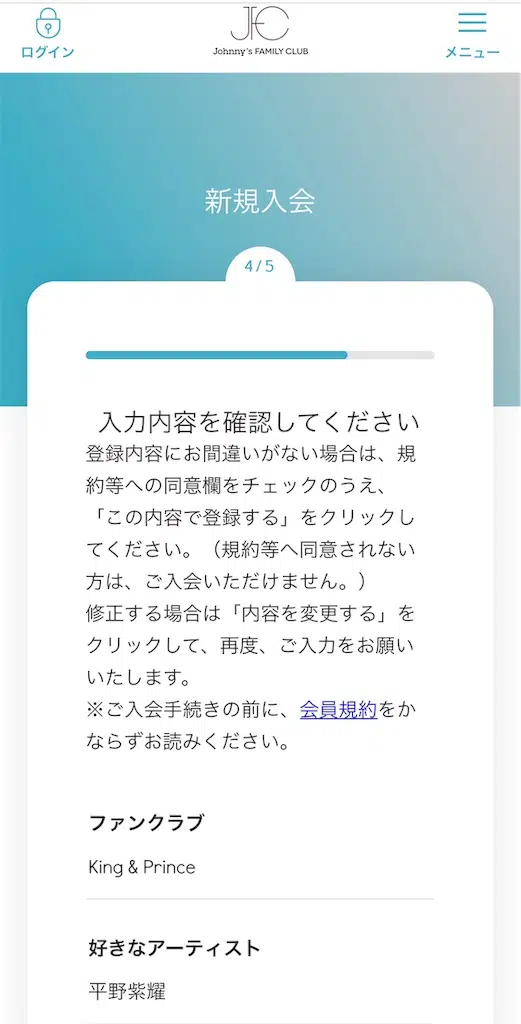 JFC
ログイン
Johnny's FAMILY CLUB
メニュー
新規入会
4/5
入力内容を確認してください
登録内容にお間違いがない場合は、規
約等への同意欄をチェックのうえ、
「この内容で登録する」をクリックし
てください。（規約等へ同意されない
方は、ご入会いただけません。）
修正する場合は「内容を変更する」を
クリックして、再度、ご入力をお願い
いたします。
※ご入会手続きの前に、会員規約をか
ならずお読みください。
ファンクラブ
King & Prince
好きなアーティスト
平野紫耀